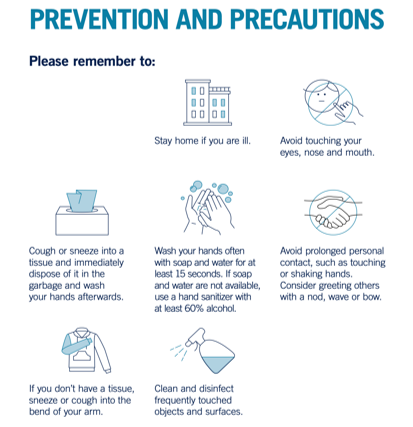 PREVENTION AND PRECAUTIONS
Please remember to:
Stay home if you are ill.
Avoid touching your
eyes, nose and mouth.
Cough or sneeze into a
tissue and immediately
dispose of it in the
garbage and wash
your hands afterwards.
Wash your hands often
with soap and water for at
least 15 seconds. If soap
and water are not available,
use a hand sanitizer with
at least 60% alcohol.
Avoid prolonged personal
contact, such as touching
or shaking hands.
Consider greeting others
with a nod, wave or bow.
If you don't have a tissue,
sneeze or cough into the
bend of your arm.
Clean and disinfect
frequently touched
objects and surfaces.